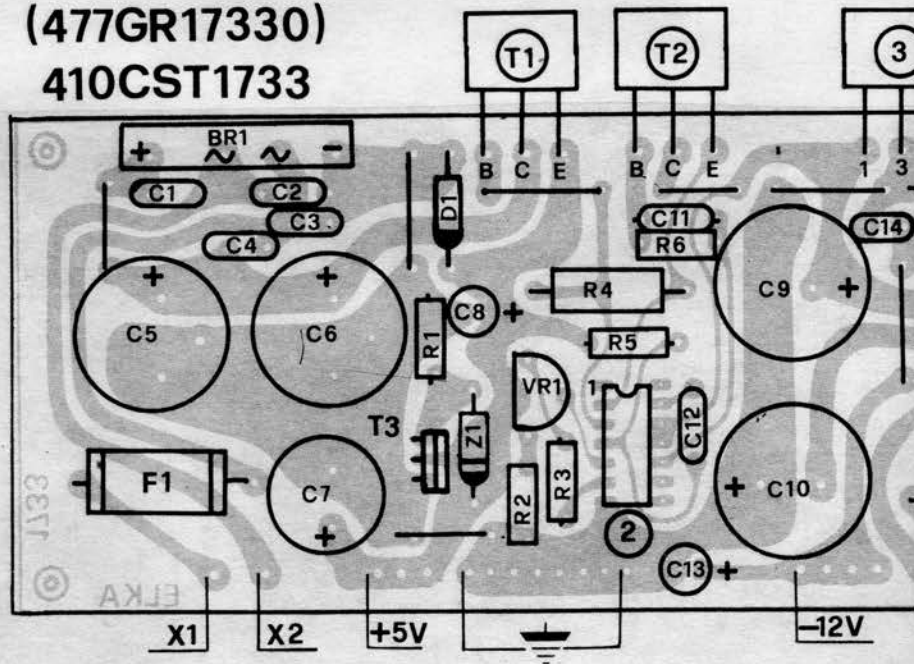 (477GR17330)
410CST1733
T1
T2
3
B C E
B C E
1 3
+ BR1 ~ ~ -
C1
C2
C3
C4
D1
C11
R6
C14
C5
+
C6
+
R1
C8 +
R4
R5
C9 +
VR1
1
C12
T3
Z1
F1
C7
+
R2
R3
2
+ C10
C13 +
1733
ELKA
X1
X2
+5V
-12V